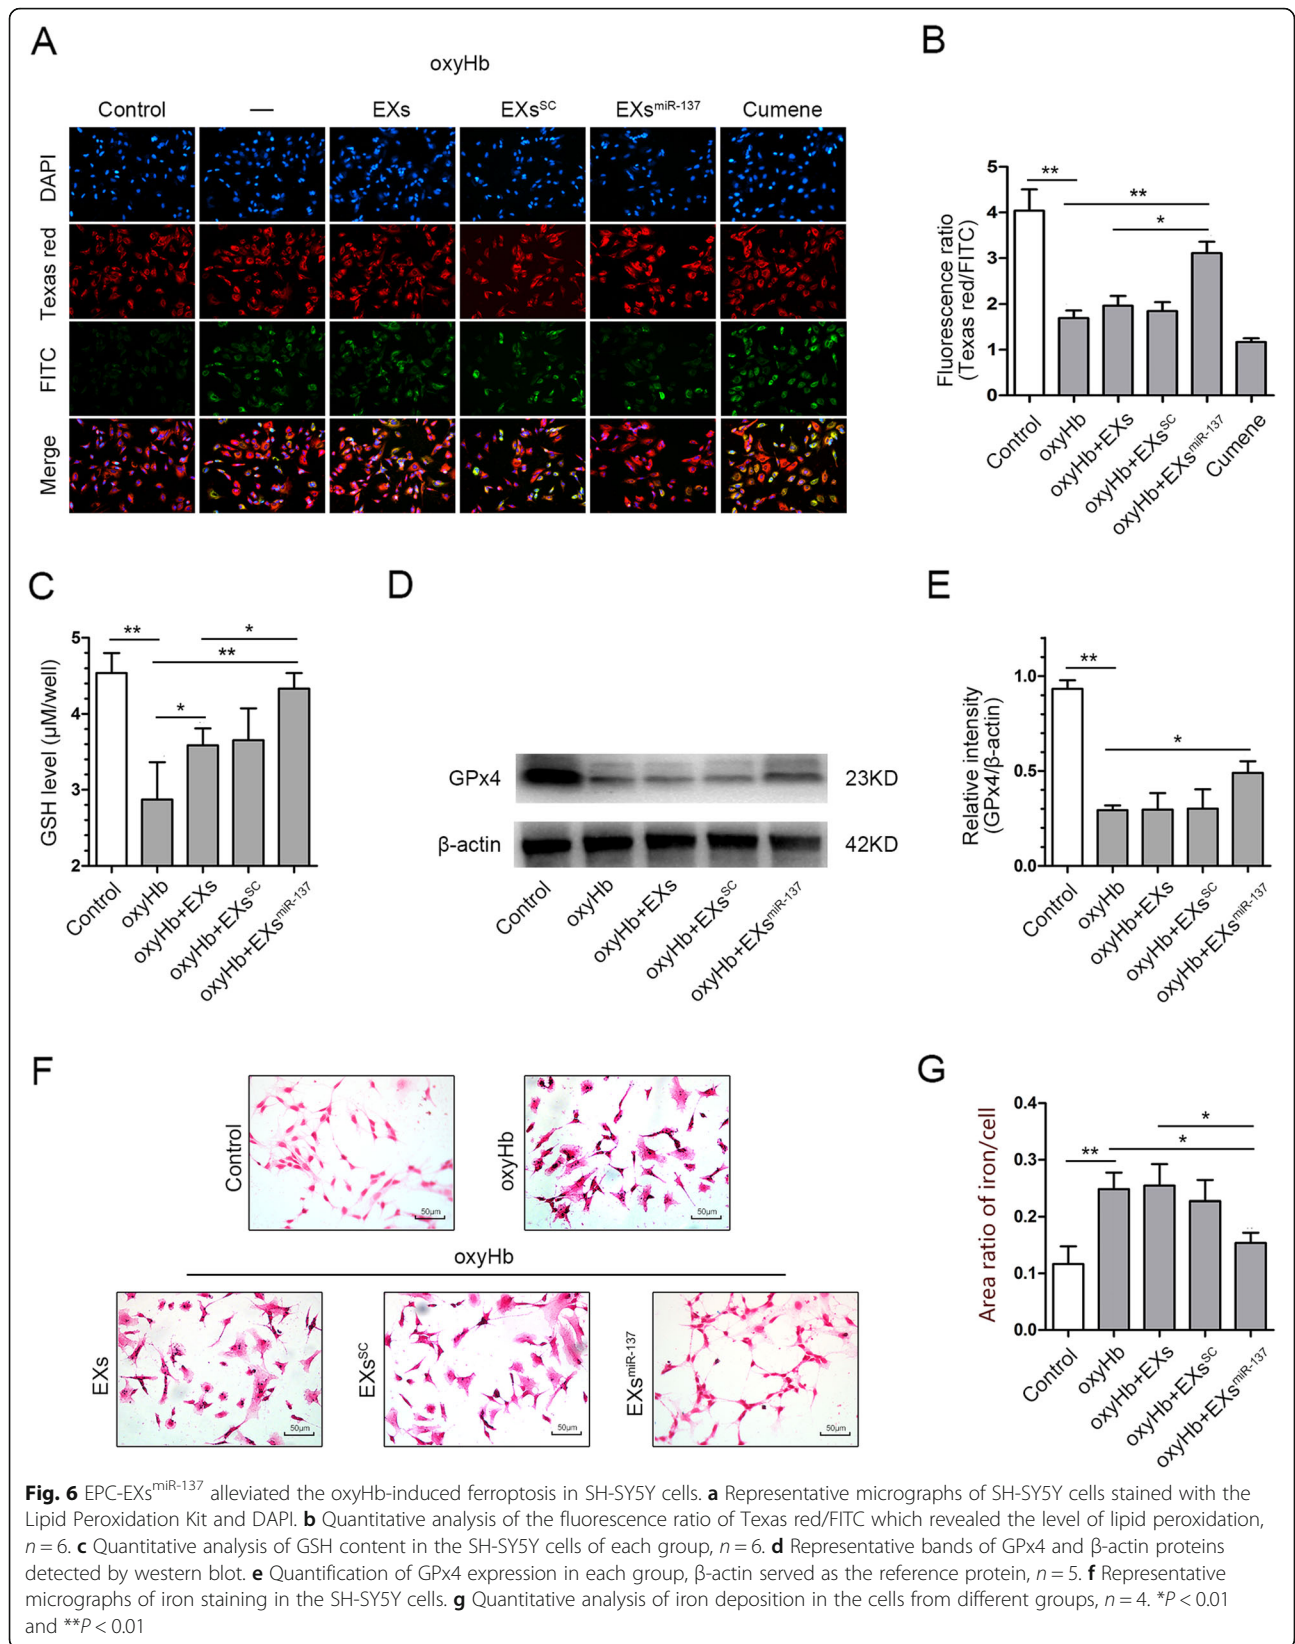 A
oxyHb
Control — EXs EXsSC EXsmiR-137 Cumene
DAPI
Texas red
FITC
Merge
B
Fluorescence ratio
(Texas red/FITC)
5
4
3
2
1
0
**
**
*
Control
oxyHb
oxyHb+EXs
oxyHb+EXsSC
oxyHb+EXsmiR-137
Cumene
C
GSH level (µM/well)
5
4
3
2
**
*
**
*
Control
oxyHb
oxyHb+EXs
oxyHb+EXsSC
oxyHb+EXsmiR-137
D
GPx4 23KD
β-actin 42KD
Control
oxyHb
oxyHb+EXs
oxyHb+EXsSC
oxyHb+EXsmiR-137
E
Relative intensity
(GPx4/β-actin)
1.0
0.5
0.0
**
*
Control
oxyHb
oxyHb+EXs
oxyHb+EXsSC
oxyHb+EXsmiR-137
F
Control
50µm
oxyHb
50µm
oxyHb
EXs
50µm
EXsSC
50µm
EXsmiR-137
50µm
G
Area ratio of iron/cell
0.4
0.3
0.2
0.1
0.0
*
*
**
Control
oxyHb
oxyHb+EXs
oxyHb+EXsSC
oxyHb+EXsmiR-137
Fig. 6 EPC-EXsmiR-137 alleviated the oxyHb-induced ferroptosis in SH-SY5Y cells. a Representative micrographs of SH-SY5Y cells stained with the
Lipid Peroxidation Kit and DAPI. b Quantitative analysis of the fluorescence ratio of Texas red/FITC which revealed the level of lipid peroxidation,
n = 6. c Quantitative analysis of GSH content in the SH-SY5Y cells of each group, n = 6. d Representative bands of GPx4 and β-actin proteins
detected by western blot. e Quantification of GPx4 expression in each group, β-actin served as the reference protein, n = 5. f Representative
micrographs of iron staining in the SH-SY5Y cells. g Quantitative analysis of iron deposition in the cells from different groups, n = 4. *P < 0.01
and **P < 0.01